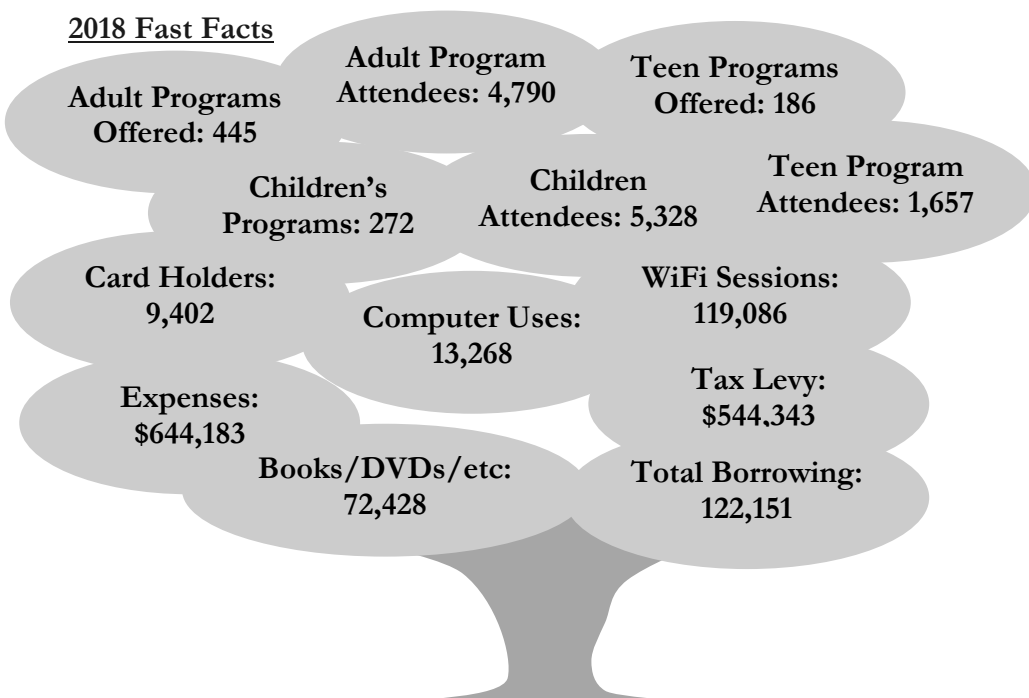 2018 Fast Facts
Adult Programs
Offered: 445
Adult Program
Attendees: 4,790
Teen Programs
Offered: 186
Children's
Programs: 272
Children
Attendees: 5,328
Teen Program
Attendees: 1,657
Card Holders:
9,402
Computer Uses:
13,268
WiFi Sessions:
119,086
Expenses:
$644,183
Tax Levy:
$544,343
Books/DVDs/etc:
72,428
Total Borrowing:
122,151